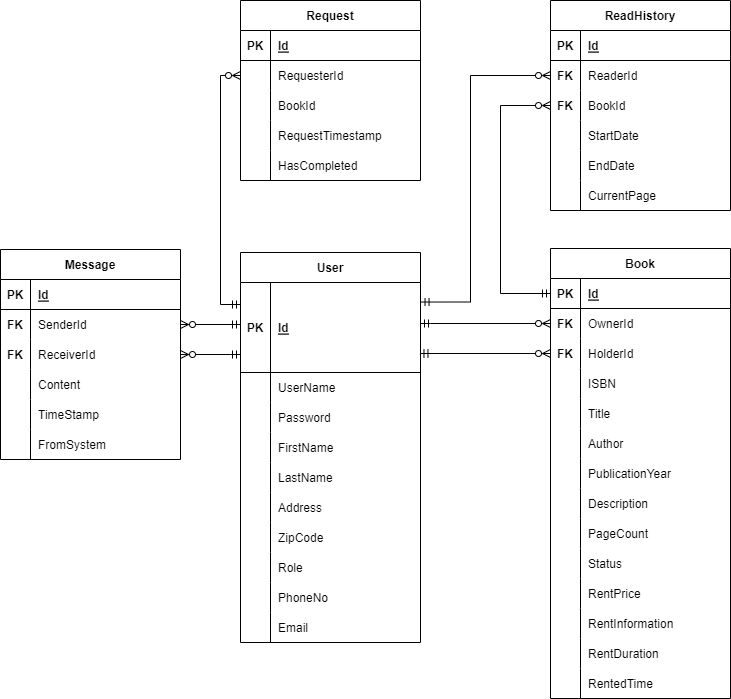 Request
PK Id
RequesterId
BookId
RequestTimestamp
HasCompleted
ReadHistory
PK Id
FK ReaderId
FK BookId
StartDate
EndDate
CurrentPage
Message
PK Id
FK SenderId
FK ReceiverId
Content
TimeStamp
FromSystem
User
PK Id
UserName
Password
FirstName
LastName
Address
ZipCode
Role
PhoneNo
Email
Book
PK Id
FK OwnerId
FK HolderId
ISBN
Title
Author
PublicationYear
Description
PageCount
Status
RentPrice
RentInformation
RentDuration
RentedTime